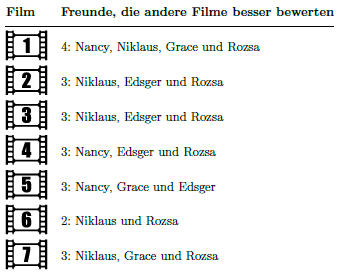 Film Freunde, die andere Filme besser bewerten
1 4: Nancy, Niklaus, Grace und Rozsa
2 3: Niklaus, Edsger und Rozsa
3 3: Niklaus, Edsger und Rozsa
4 3: Nancy, Edsger und Rozsa
5 3: Nancy, Grace und Edsger
6 2: Niklaus und Rozsa
7 3: Niklaus, Grace und Rozsa